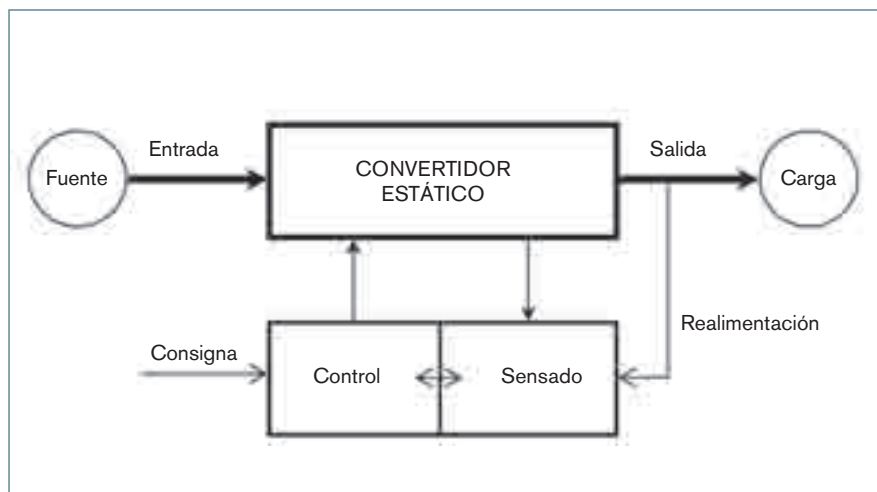 Fuente
Entrada
CONVERTIDOR
ESTÁTICO
Salida
Carga
Realimentación
Consigna
Control
Sensado